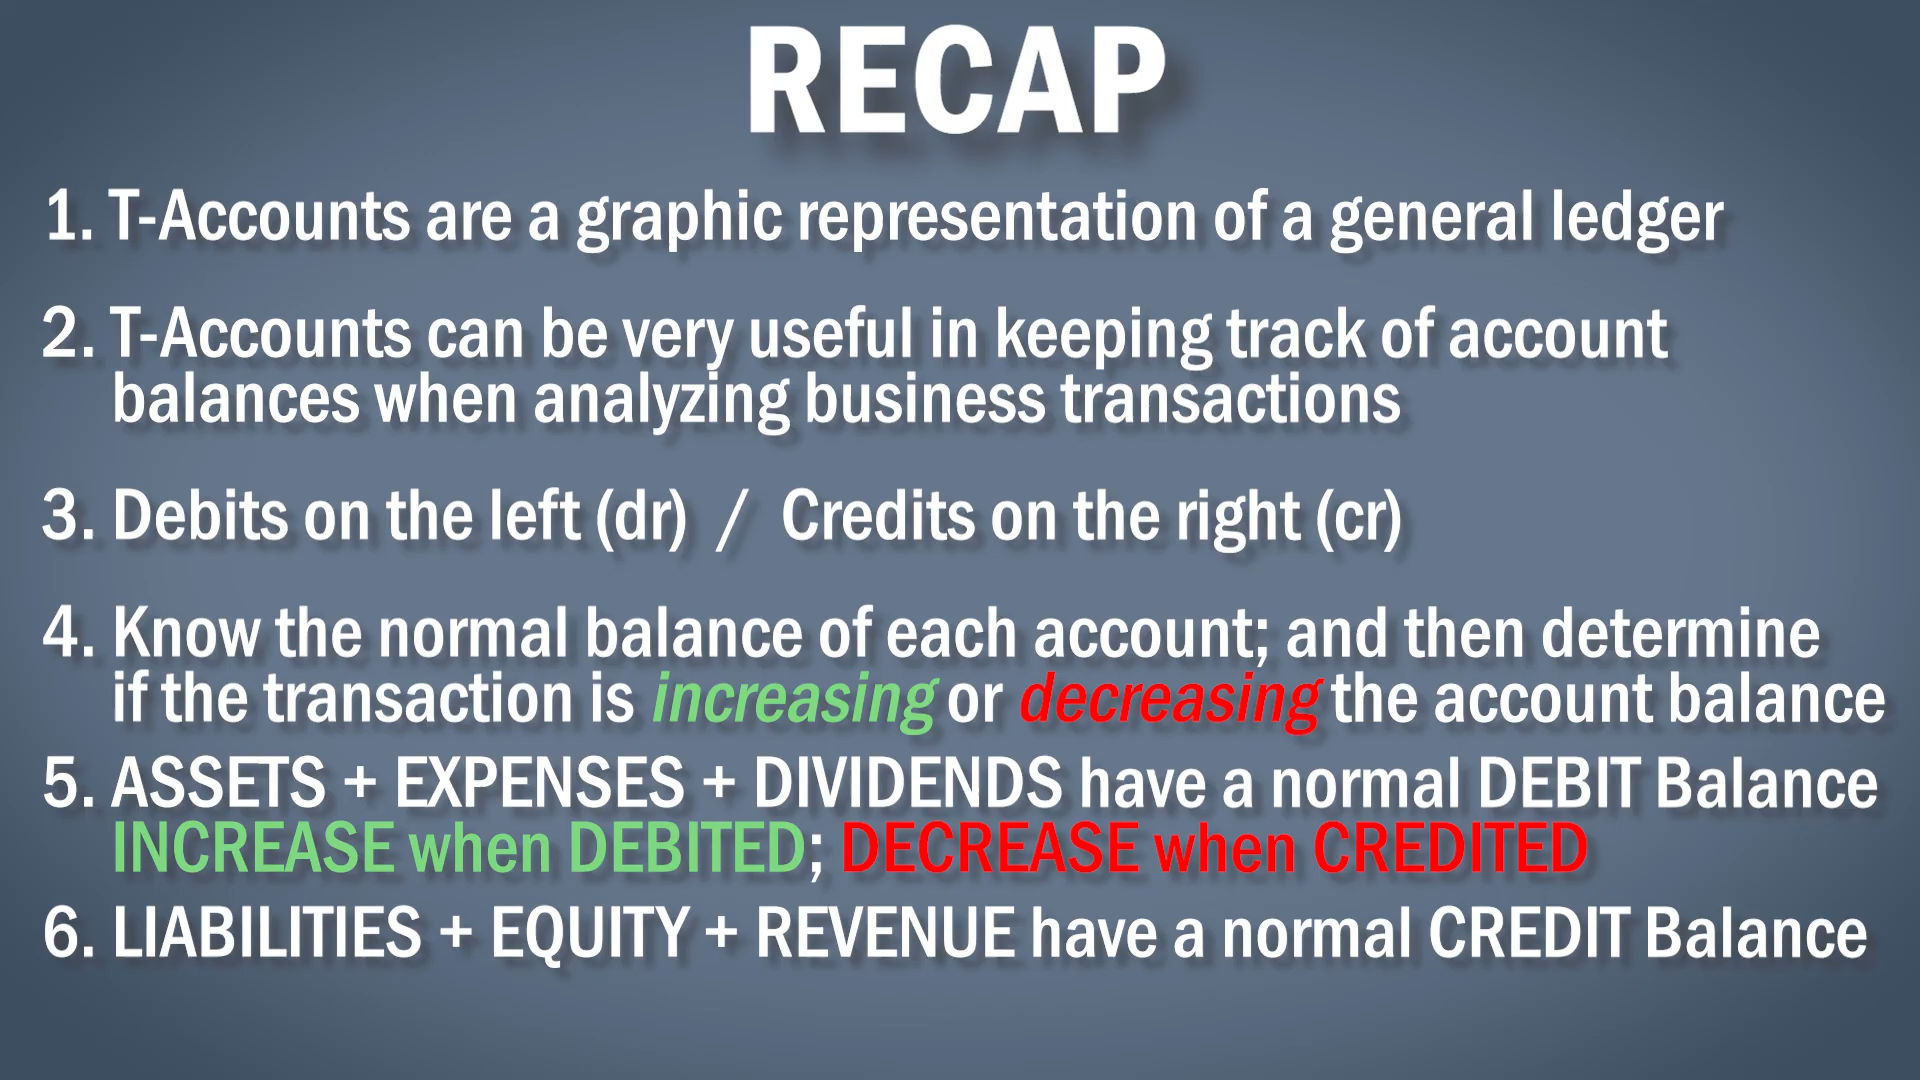 RECAP
1. T-Accounts are a graphic representation of a general ledger
2. T-Accounts can be very useful in keeping track of account
balances when analyzing business transactions
3. Debits on the left (dr) / Credits on the right (cr)
4. Know the normal balance of each account; and then determine
if the transaction is increasing or decreasing the account balance
5. ASSETS + EXPENSES + DIVIDENDS have a normal DEBIT Balance
INCREASE when DEBITED; DECREASE when CREDITED
6. LIABILITIES + EQUITY + REVENUE have a normal CREDIT Balance